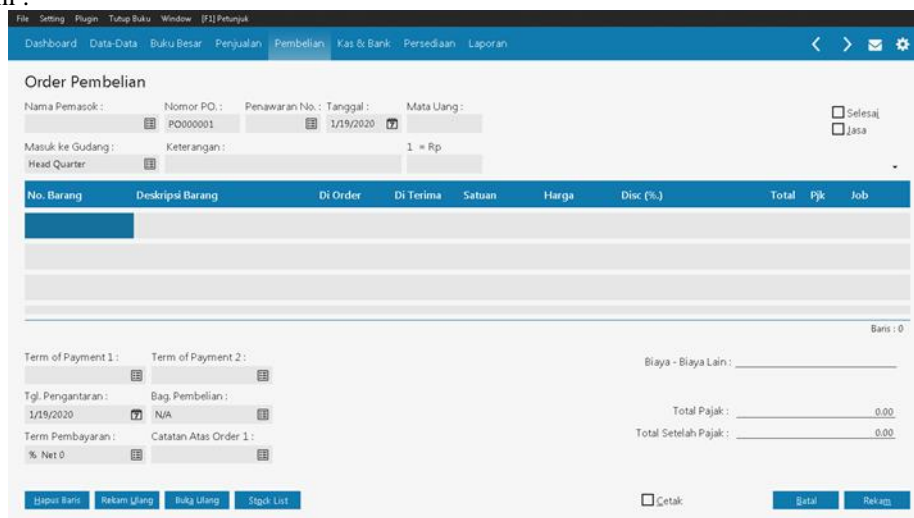 File Setting Plugin Tutup Buku Window [F1] Petunjuk
Dashboard Data-Data Buku Besar Penjualan Pembelian Kas & Bank Persediaan Laporan
Order Pembelian
Nama Pemasok : Nomor PO. : Penawaran No. : Tanggal : Mata Uang :
PO000001 1/19/2020
Selesai
Jasa
Masuk ke Gudang : Keterangan : 1 = Rp
Head Quarter
No. Barang Deskripsi Barang Di Order Di Terima Satuan Harga Disc (%.) Total Pjk Job
Baris : 0
Term of Payment 1 : Term of Payment 2 :
Biaya - Biaya Lain :
Tgl. Pengantaran : Bag. Pembelian :
1/19/2020 N/A
Total Pajak : 0.00
Term Pembayaran : Catatan Atas Order 1 :
Total Setelah Pajak : 0.00
% Net 0
Hapus Baris Rekam Ulang Buka Ulang Stock List Cetak Batal Rekam